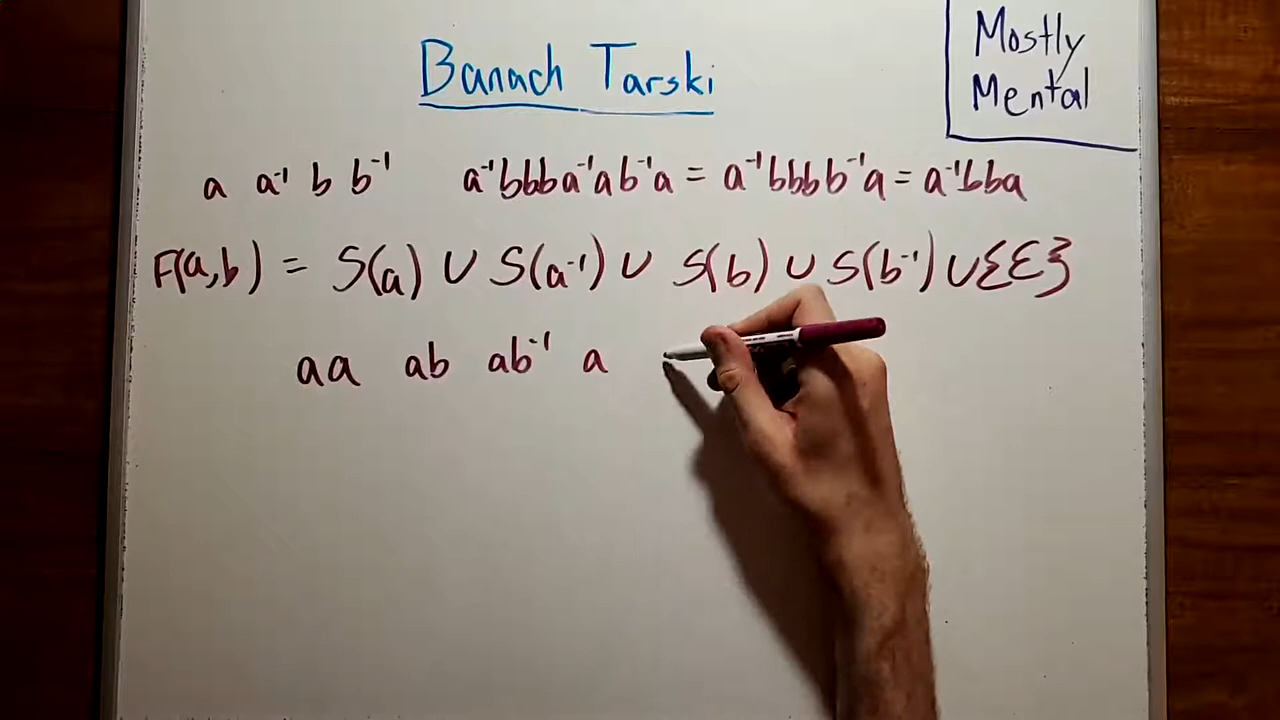 Banach Tarski
Mostly
Mental
a a⁻¹ b b⁻¹ a⁻¹bbba⁻¹ab⁻¹a = a⁻¹bbbb⁻¹a = a⁻¹bba
F(a,b) = S(a) ∪ S(a⁻¹) ∪ S(b) ∪ S(b⁻¹) ∪ {ε}
aa ab ab⁻¹ a